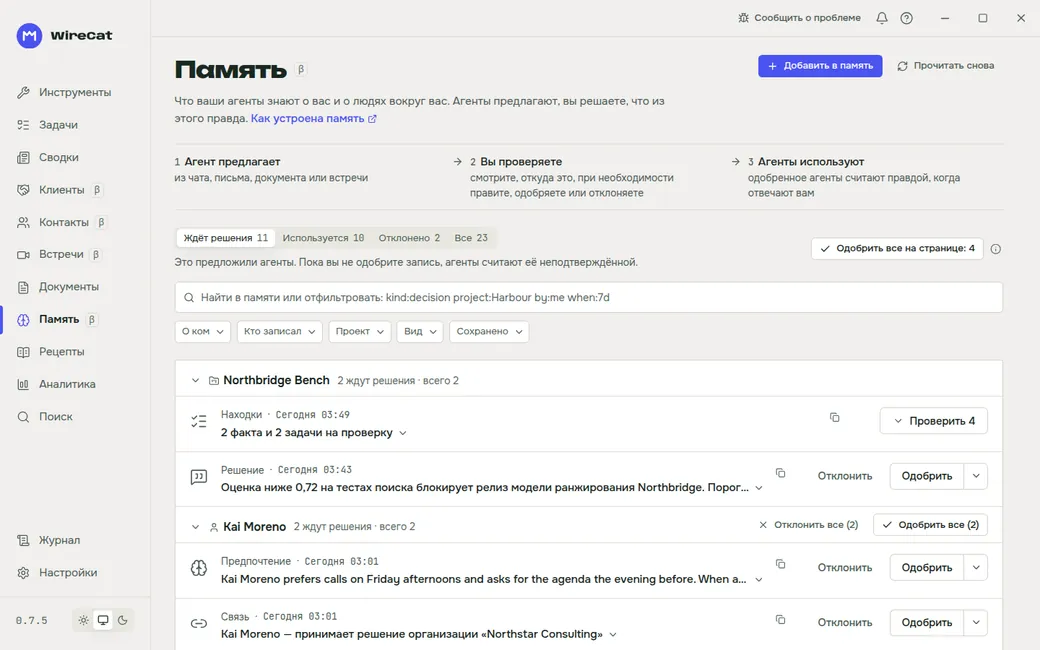 wirecat
Сообщить о проблеме
Инструменты
Задачи
Сводки
Клиенты β
Контакты β
Встречи β
Документы
Память β
Рецепты
Аналитика
Поиск
Журнал
Настройки
0.7.5
Память β
Добавить в память
Прочитать снова
Что ваши агенты знают о вас и о людях вокруг вас. Агенты предлагают, вы решаете, что из
этого правда. Как устроена память
1 Агент предлагает
из чата, письма, документа или встречи
2 Вы проверяете
смотрите, откуда это, при необходимости
правите, одобряете или отклоняете
3 Агенты используют
одобренное агенты считают правдой, когда
отвечают вам
Ждёт решения 11 Используется 10 Отклонено 2 Все 23
Это предложили агенты. Пока вы не одобрите запись, агенты считают её неподтверждённой.
Одобрить все на странице: 4
Найти в памяти или отфильтровать: kind:decision project:Harbour by:me when:7d
О ком Кто записал Проект Вид Сохранено
Northbridge Bench 2 ждут решения · всего 2
Находки · Сегодня 03:49
2 факта и 2 задачи на проверку
Проверить 4
Решение · Сегодня 03:43
Оценка ниже 0,72 на тестах поиска блокирует релиз модели ранжирования Northbridge. Порог...
Отклонить Одобрить
Kai Moreno 2 ждут решения · всего 2
Отклонить все (2) Одобрить все (2)
Предпочтение · Сегодня 03:01
Kai Moreno prefers calls on Friday afternoons and asks for the agenda the evening before. When a...
Отклонить Одобрить
Связь · Сегодня 03:01
Kai Moreno — принимает решение организации «Northstar Consulting»
Отклонить Одобрить